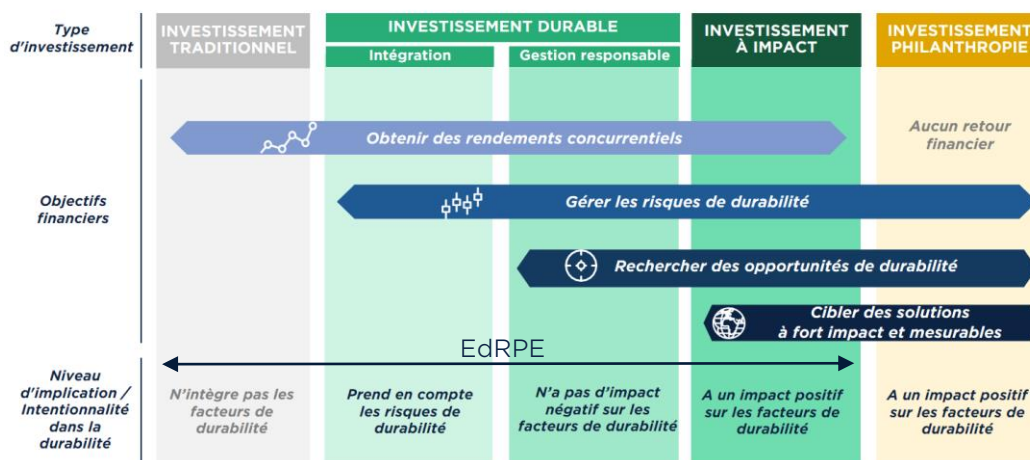 Type
d'investissement
INVESTISSEMENT
TRADITIONNEL
INVESTISSEMENT DURABLE
Intégration
Gestion responsable
INVESTISSEMENT
À IMPACT
INVESTISSEMENT
PHILANTHROPIE
Objectifs
financiers
Obtenir des rendements concurrentiels
Aucun retour
financier
Gérer les risques de durabilité
Rechercher des opportunités de durabilité
Cibler des solutions
à fort impact et mesurables
EdRPE
Niveau
d'implication /
Intentionnalité
dans la
durabilité
N'intègre pas les
facteurs de
durabilité
Prend en compte
les risques de
durabilité
N'a pas d'impact
négatif sur les
facteurs de durabilité
A un impact positif
sur les facteurs de
durabilité
A un impact positif
sur les facteurs de
durabilité